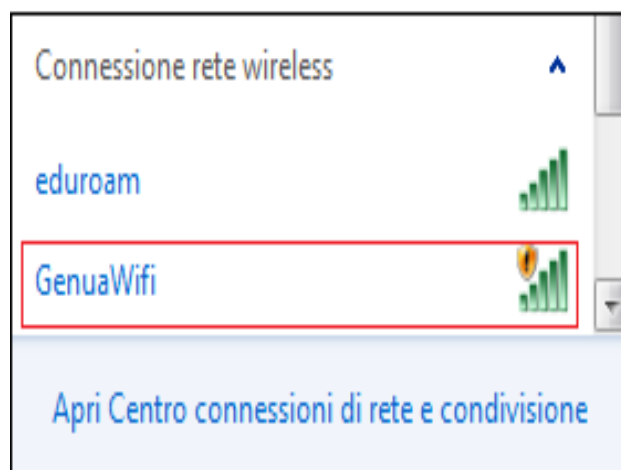 Connessione rete wireless
eduroam
GenuaWifi
Apri Centro connessioni di rete e condivisione